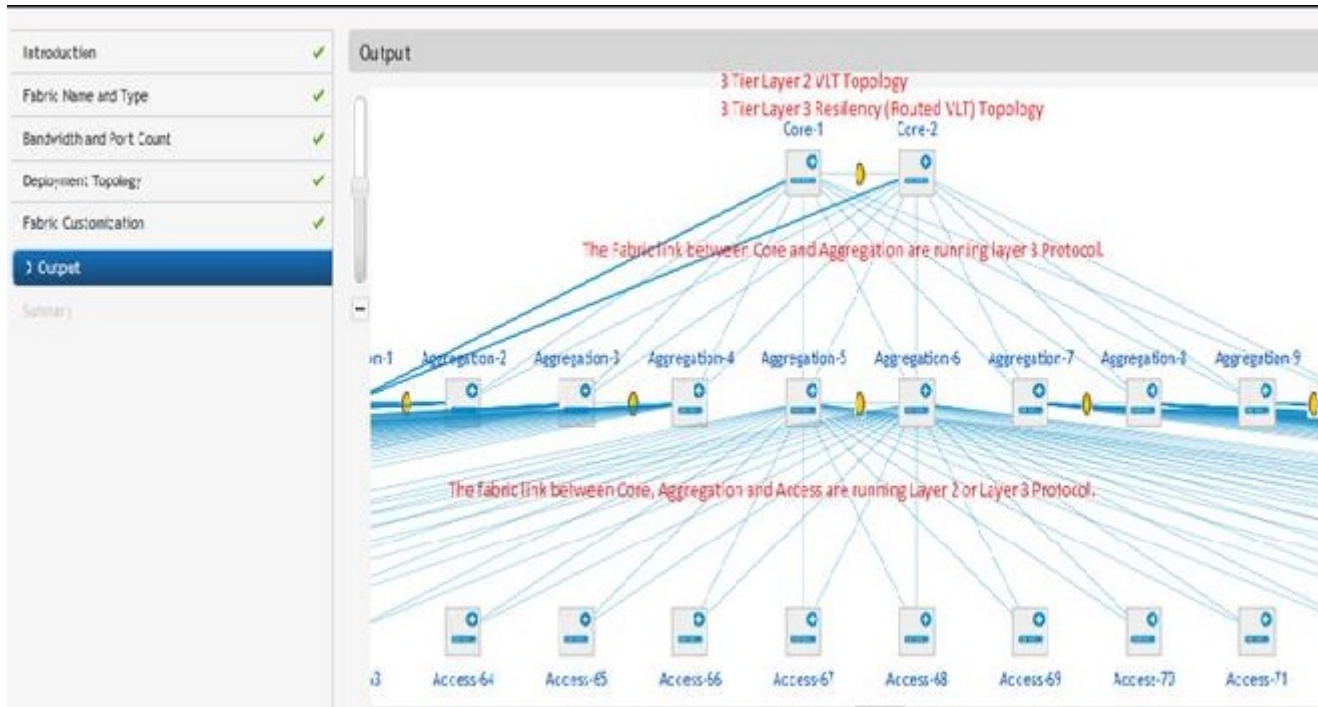 Introduction
Fabric Name and Type
Bandwidth and Port Count
Deployment Topology
Fabric Customization
Output
Summary
Output
3 Tier Layer 2 VLT Topology
3 Tier Layer 3 Resilency (Routed VLT) Topology
Core-1 Core-2
The Fabric link between Core and Aggregation are running layer 3 Protocol.
on-1 Aggregation-2 Aggregation-3 Aggregation-4 Aggregation-5 Aggregation-6 Aggregation-7 Aggregation-8 Aggregation-9
The fabric link between Core, Aggregation and Access are running Layer 2 or Layer 3 Protocol.
Access-64 Access-65 Access-66 Access-67 Access-68 Access-69 Access-70 Access-71